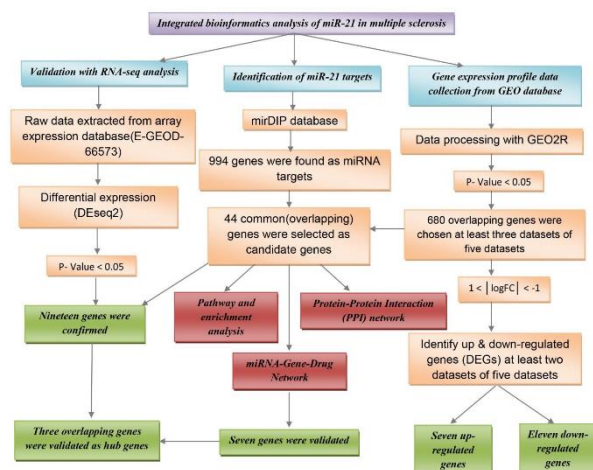 Integrated bioinformatics analysis of miR-21 in multiple sclerosis
Validation with RNA-seq analysis
Raw data extracted from array
expression database(E-GEOD-
66573)
Differential expression
(DEseq2)
P- Value < 0.05
Nineteen genes were
confirmed
Three overlapping genes
were validated as hub genes
Identification of miR-21 targets
mirDIP database
994 genes were found as miRNA
targets
44 common(overlapping)
genes were selected as
candidate genes
Pathway and
enrichment
analysis
Protein-Protein Interaction
(PPI) network
miRNA-Gene-Drug
Network
Seven genes were validated
Gene expression profile data
collection from GEO database
Data processing with GEO2R
P- Value < 0.05
680 overlapping genes were
chosen at least three datasets of
five datasets
1 < |logFC| < -1
Identify up & down-regulated
genes (DEGs) at least two
datasets of five datasets
Seven up-
regulated
genes
Eleven down-
regulated
genes